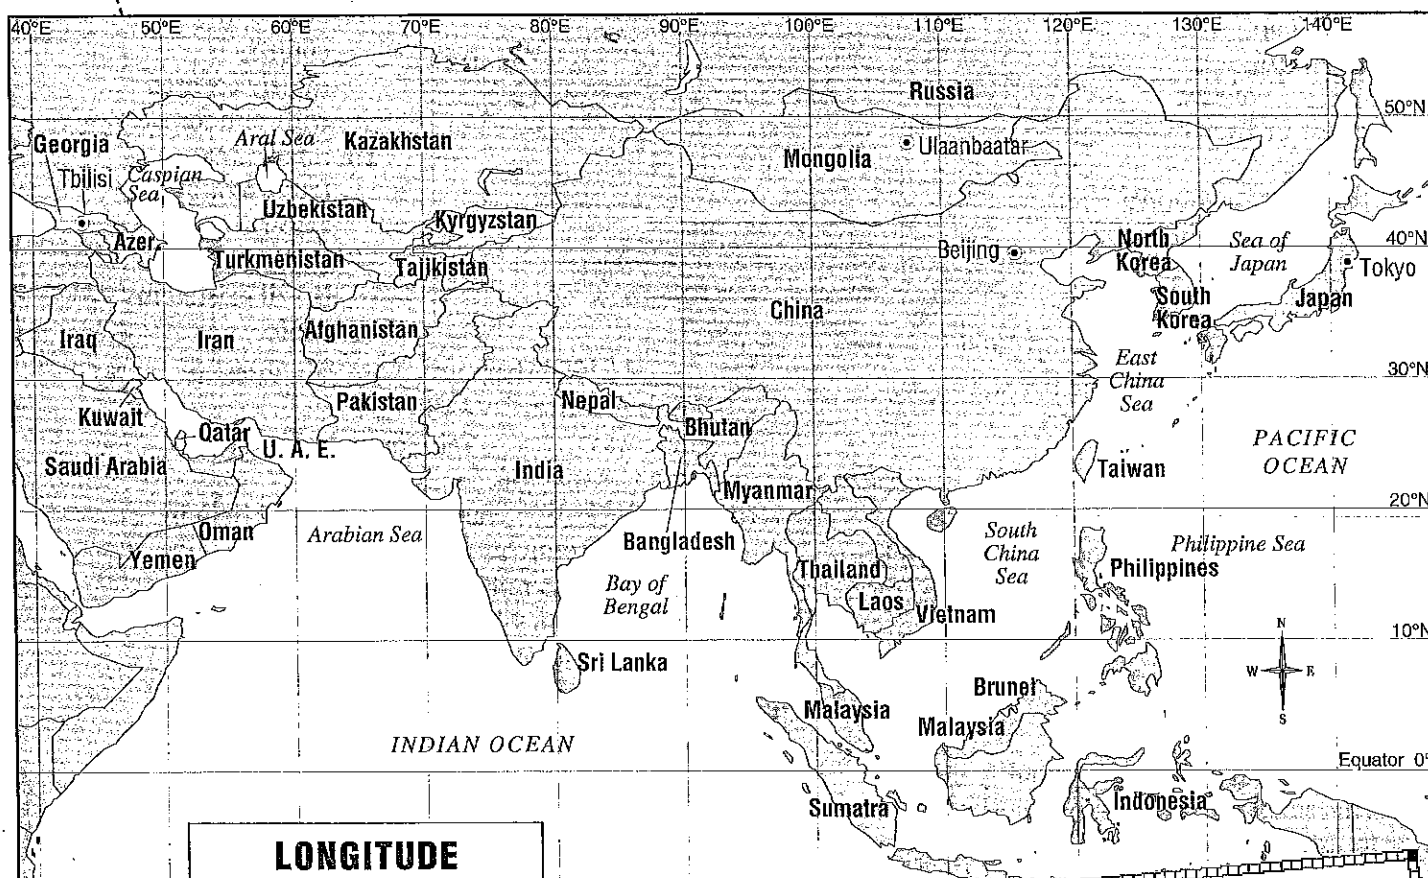 40°E
50°E
60°E
70°E
80°E
90°E
100°E
110°E
120°E
130°E
140°E
Russia
50°N
Georgia
Aral Sea
Kazakhstan
Ulaanbaatar
Mongolia
Tbilisi
Caspian
Sea
Uzbekistan
Kyrgyzstan
Azer.
Turkmenistan
Tajikistan
Beijing
North
Korea
Sea of
Japan
40°N
Tokyo
South
Korea
Japan
China
Iraq
Iran
Afghanistan
East
China
Sea
30°N
Kuwait
Pakistan
Nepal
Qatar
U. A. E.
Bhutan
PACIFIC
OCEAN
Saudi Arabia
India
Taiwan
Myanmar
20°N
Oman
Arabian Sea
Bangladesh
South
China
Sea
Philippine Sea
Yemen
Bay of
Bengal
Thailand
Philippines
Laos
Vietnam
10°N
N
W
E
S
Sri Lanka
Brunei
Malaysia
Malaysia
INDIAN OCEAN
Equator 0°
Sumatra
Indonesia
LONGITUDE